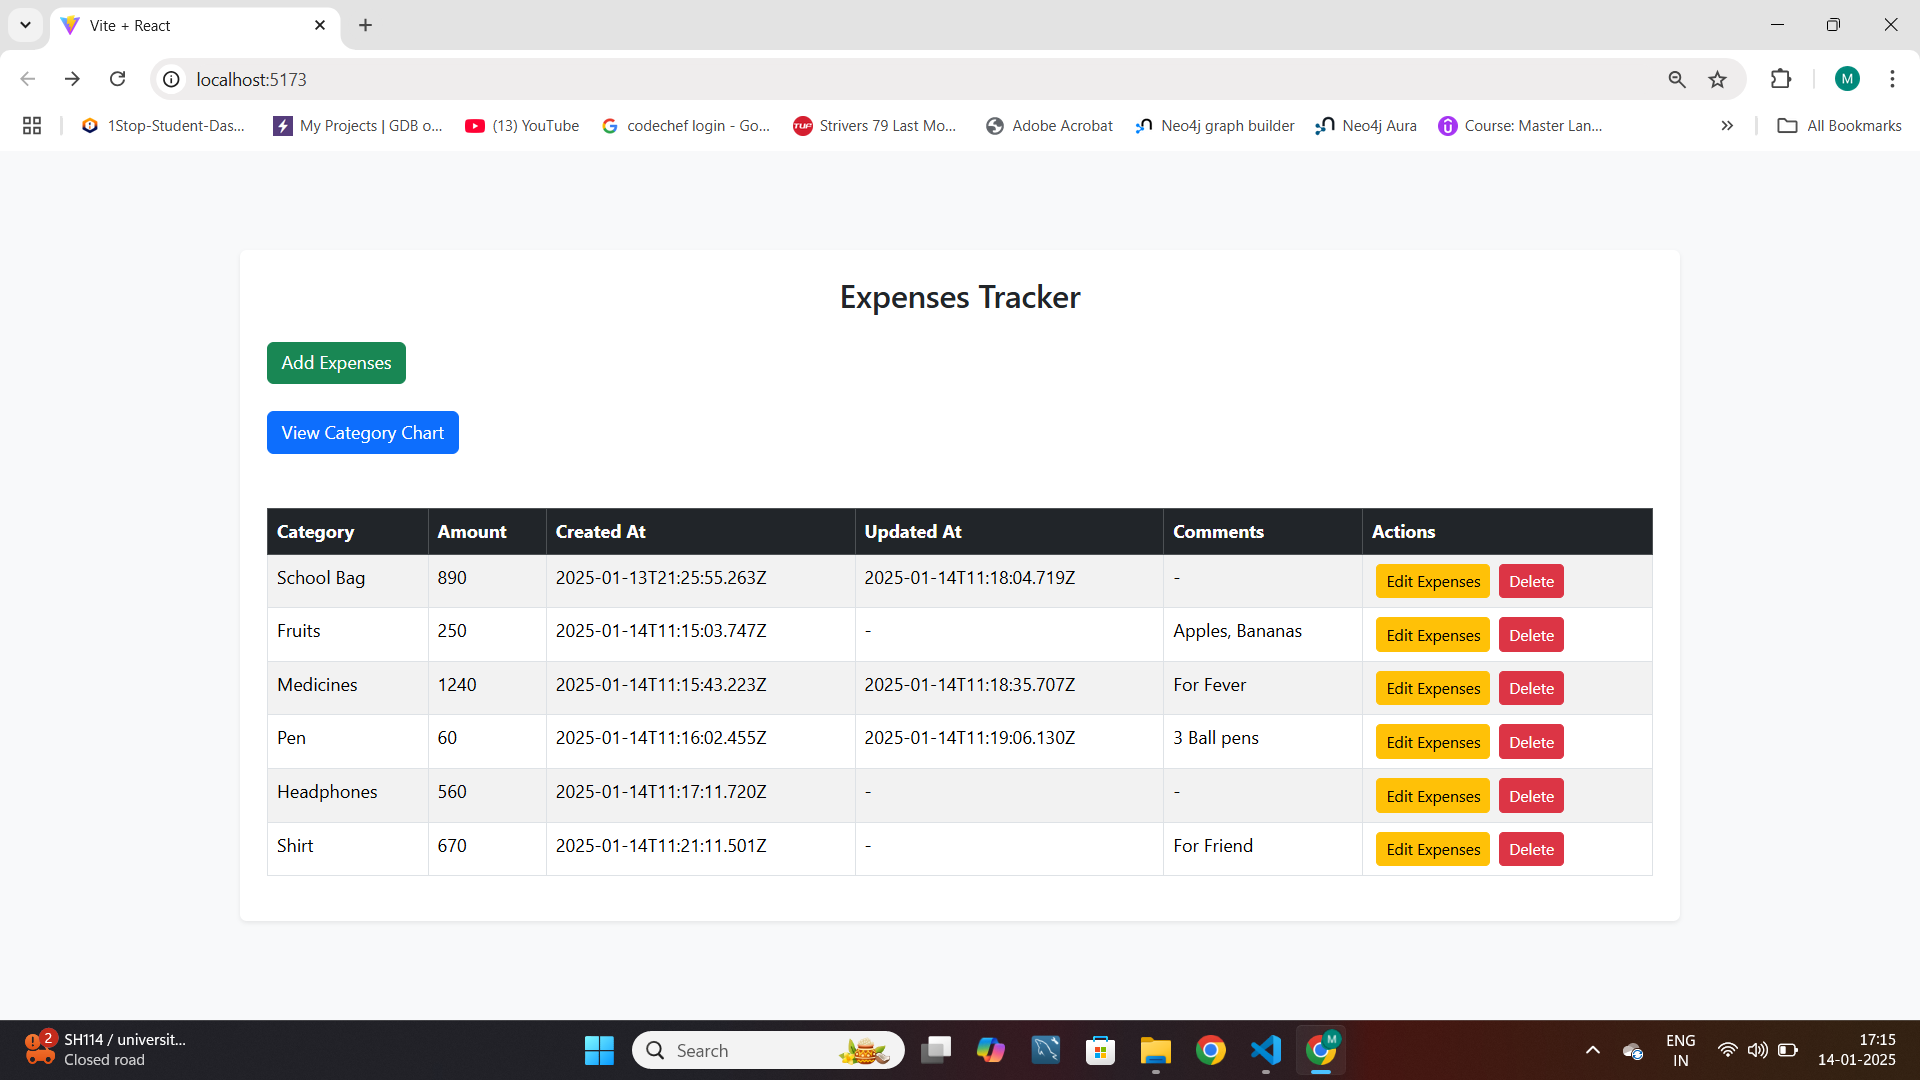 Vite + React
localhost:5173
M
1Stop-Student-Das...
My Projects | GDB o...
(13) YouTube
codechef login - Go...
TUF Strivers 79 Last Mo...
Adobe Acrobat
Neo4j graph builder
Neo4j Aura
Course: Master Lan...
All Bookmarks
Expenses Tracker
Add Expenses
View Category Chart
Category Amount Created At Updated At Comments Actions
School Bag 890 2025-01-13T21:25:55.263Z 2025-01-14T11:18:04.719Z - Edit Expenses Delete
Fruits 250 2025-01-14T11:15:03.747Z - Apples, Bananas Edit Expenses Delete
Medicines 1240 2025-01-14T11:15:43.223Z 2025-01-14T11:18:35.707Z For Fever Edit Expenses Delete
Pen 60 2025-01-14T11:16:02.455Z 2025-01-14T11:19:06.130Z 3 Ball pens Edit Expenses Delete
Headphones 560 2025-01-14T11:17:11.720Z - - Edit Expenses Delete
Shirt 670 2025-01-14T11:21:11.501Z - For Friend Edit Expenses Delete
2
SH114 / universit...
Closed road
Search
M
ENG
IN
17:15
14-01-2025